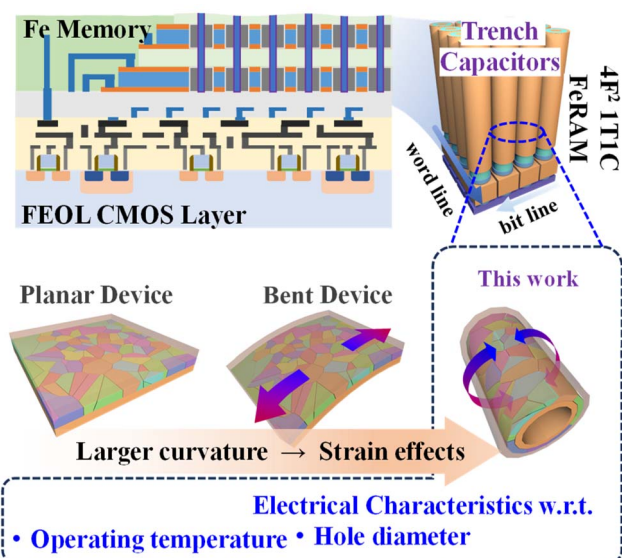 Fe Memory
FEOL CMOS Layer
Trench
Capacitors
4F² 1T1C
FeRAM
word line
bit line
Planar Device
Bent Device
This work
Larger curvature → Strain effects
Electrical Characteristics w.r.t.
• Operating temperature • Hole diameter